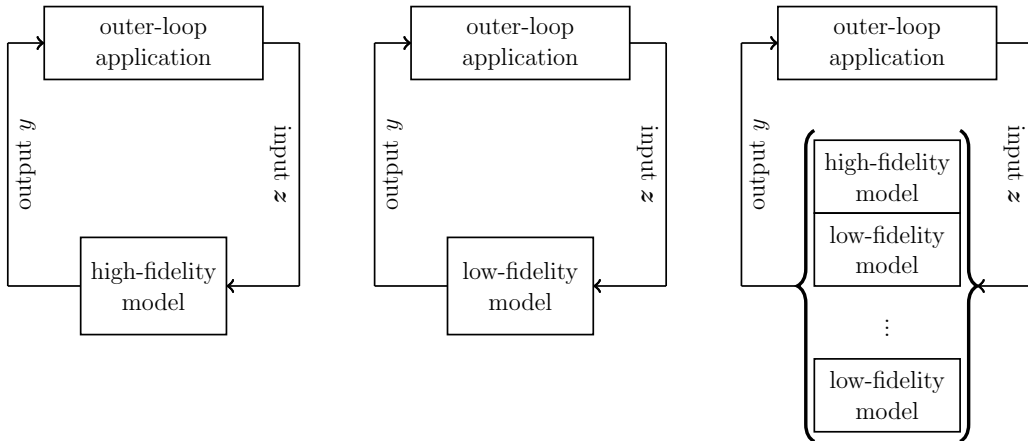 outer-loop
application
output y
input z
high-fidelity
model
outer-loop
application
output y
input z
low-fidelity
model
outer-loop
application
output y
input z
high-fidelity
model
low-fidelity
model
⋮
low-fidelity
model